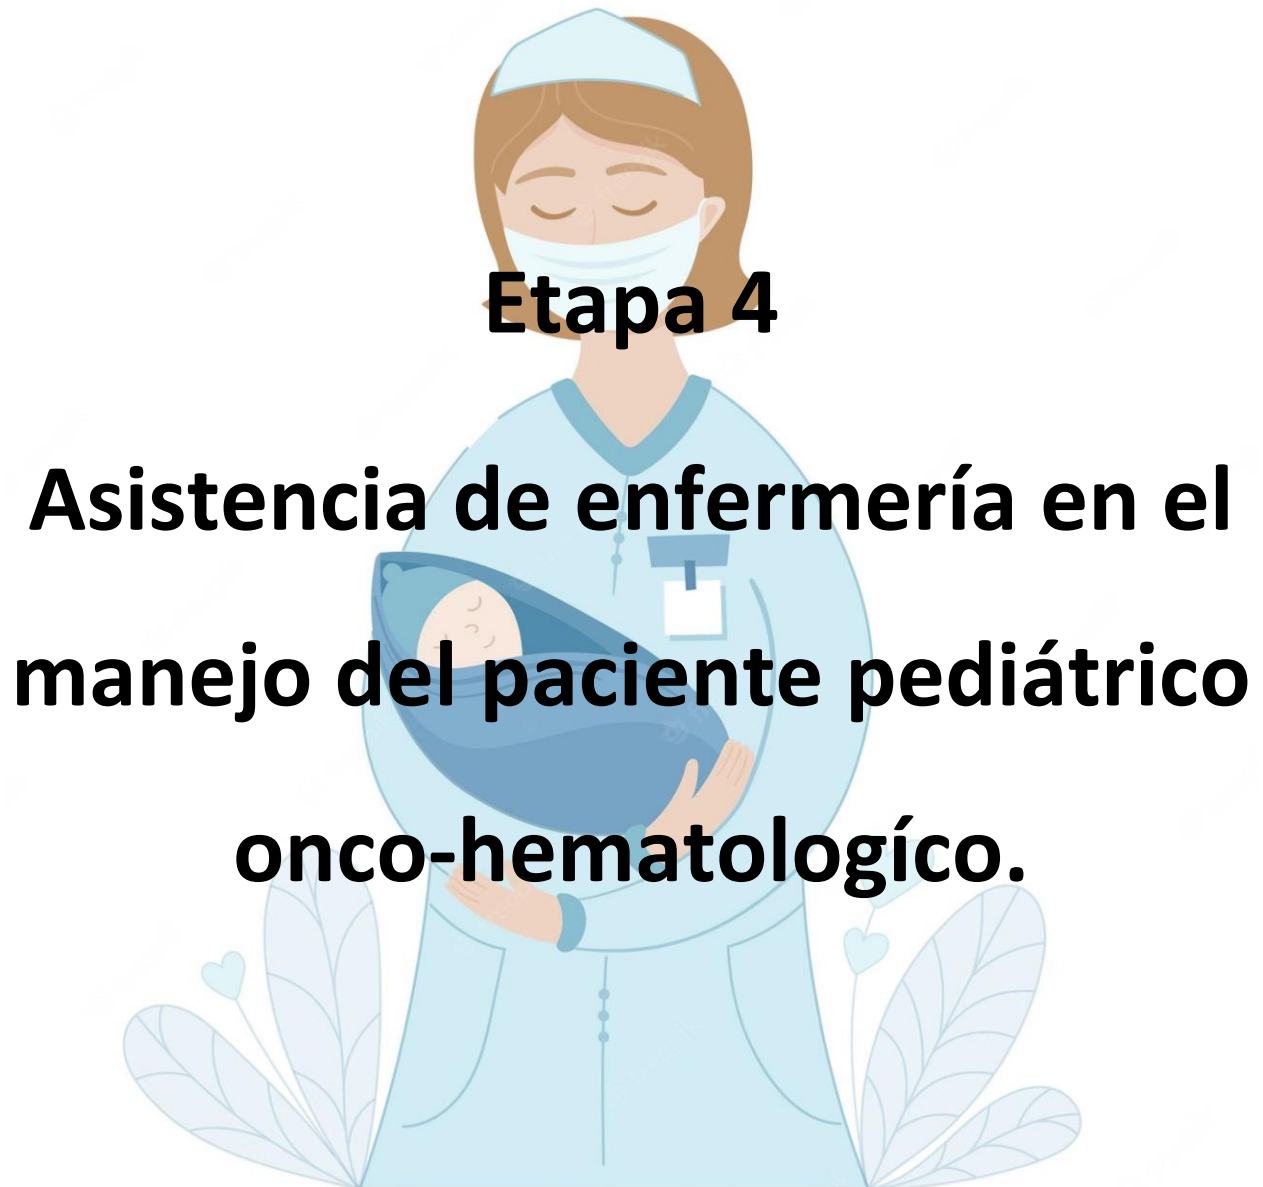 Etapa 4
Asistencia de enfermería en el
manejo del paciente pediátrico
onco-hematologíco.